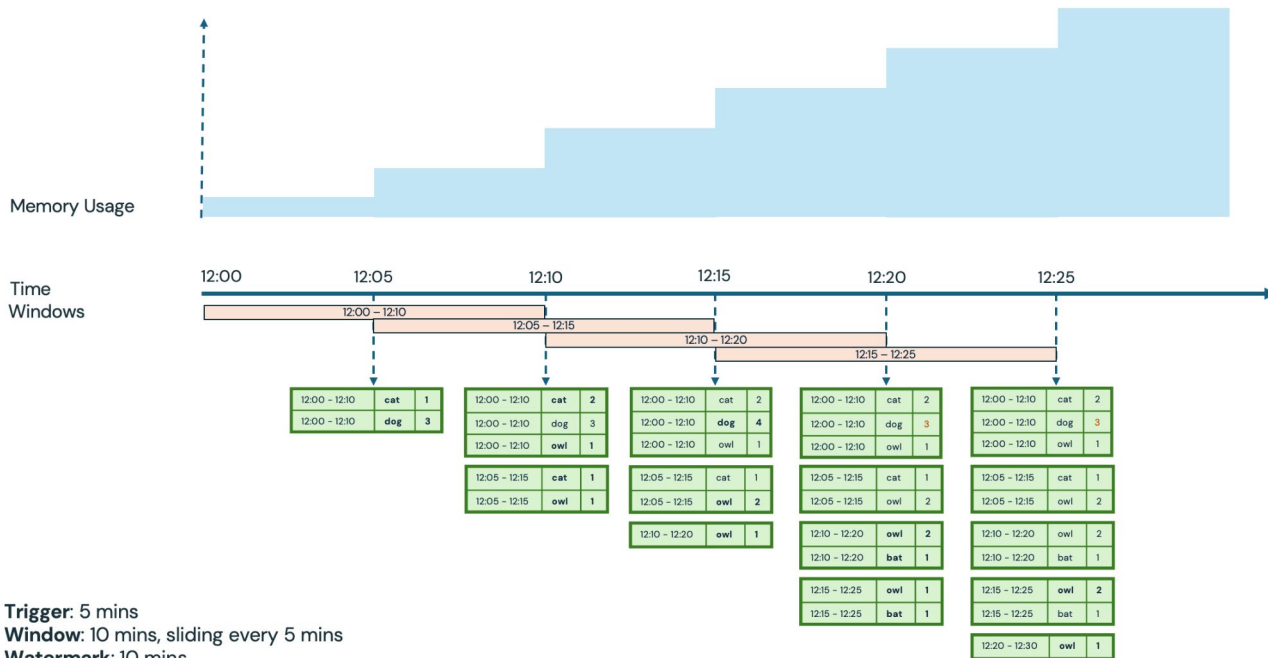 Memory Usage
12:00 12:05 12:10 12:15 12:20 12:25
Time
Windows
12:00 – 12:10
12:05 – 12:15
12:10 – 12:20
12:15 – 12:25
12:00 – 12:10 cat 1
12:00 – 12:10 dog 3
12:00 – 12:10 cat 2
12:00 – 12:10 dog 3
12:00 – 12:10 owl 1
12:05 – 12:15 cat 1
12:05 – 12:15 owl 1
12:00 – 12:10 cat 2
12:00 – 12:10 dog 4
12:00 – 12:10 owl 1
12:05 – 12:15 cat 1
12:05 – 12:15 owl 2
12:10 – 12:20 owl 1
12:00 – 12:10 cat 2
12:00 – 12:10 dog 3
12:00 – 12:10 owl 1
12:05 – 12:15 cat 1
12:05 – 12:15 owl 2
12:10 – 12:20 owl 2
12:10 – 12:20 bat 1
12:15 – 12:25 owl 1
12:15 – 12:25 bat 1
12:00 – 12:10 cat 2
12:00 – 12:10 dog 3
12:00 – 12:10 owl 1
12:05 – 12:15 cat 1
12:05 – 12:15 owl 2
12:10 – 12:20 owl 2
12:10 – 12:20 bat 1
12:15 – 12:25 owl 2
12:15 – 12:25 bat 1
12:20 – 12:30 owl 1
Trigger: 5 mins
Window: 10 mins, sliding every 5 mins
Watermark: 10 mins